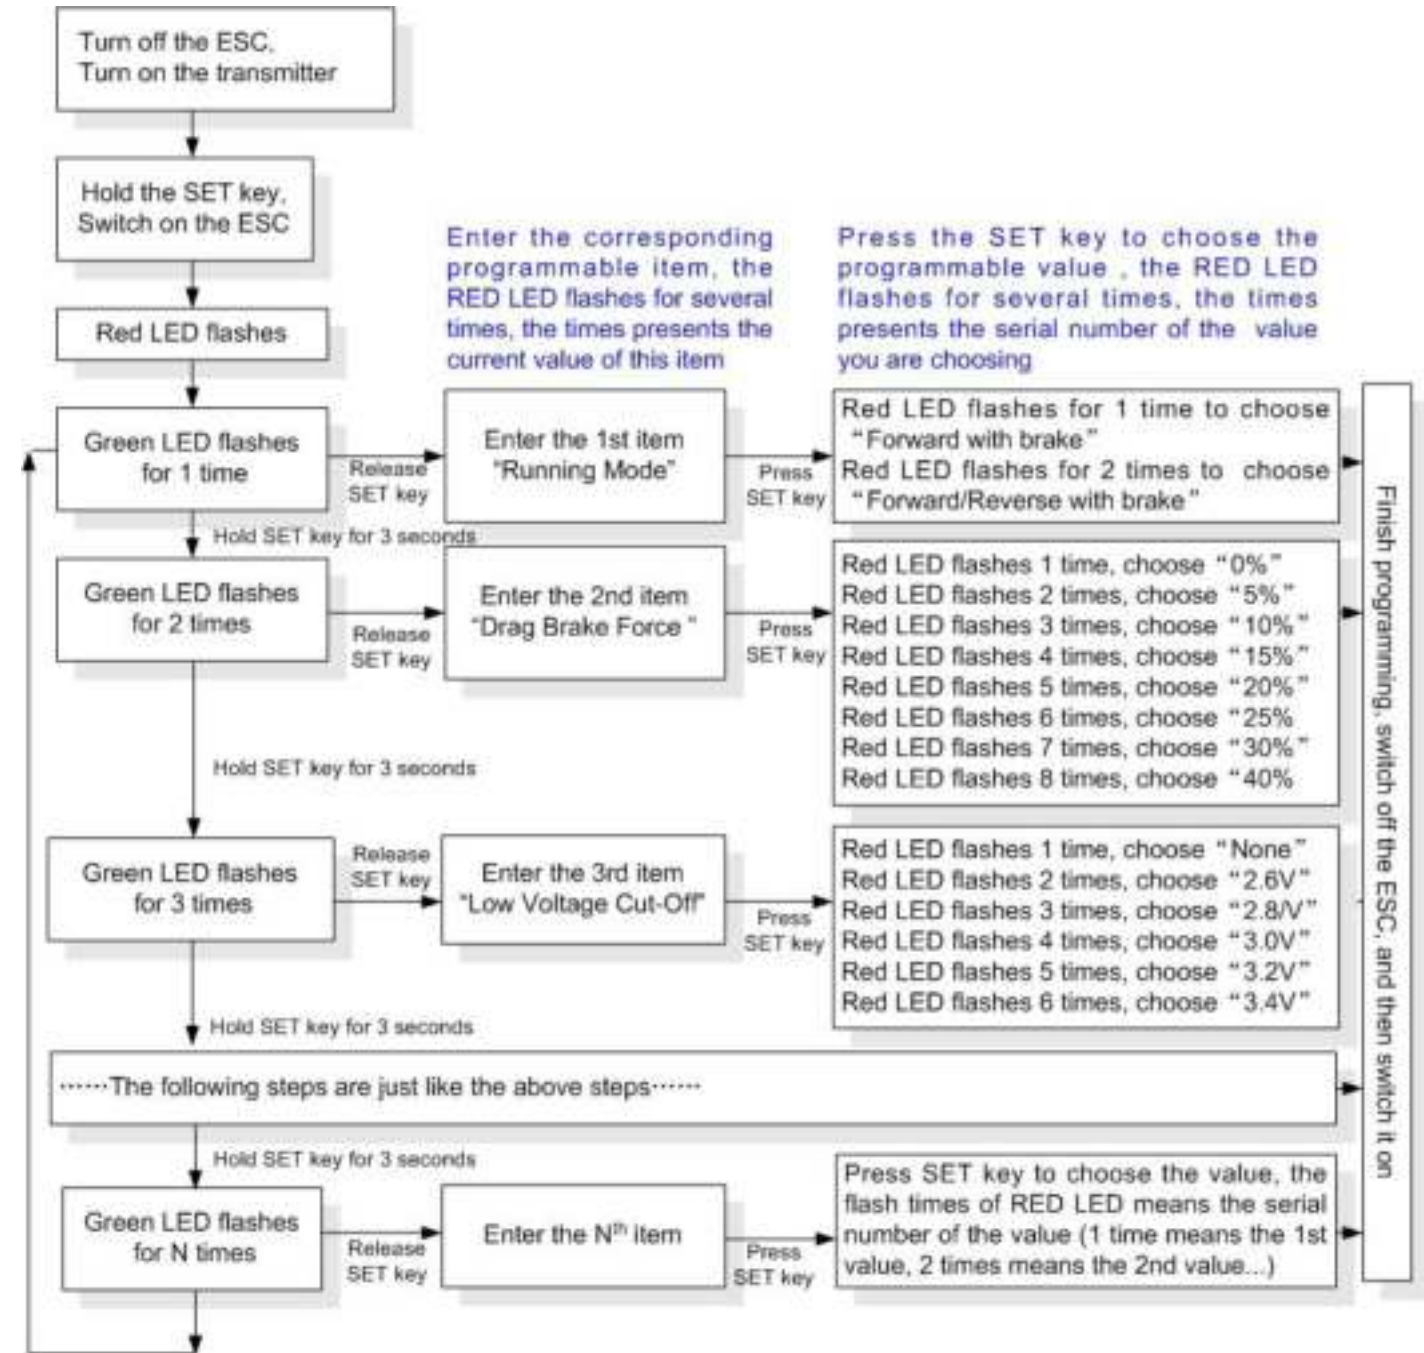 Turn off the ESC,
Turn on the transmitter
Hold the SET key,
Switch on the ESC
Red LED flashes
Enter the corresponding
programmable item, the
RED LED flashes for several
times, the times presents the
current value of this item
Press the SET key to choose the
programmable value , the RED LED
flashes for several times, the times
presents the serial number of the value
you are choosing
Green LED flashes
for 1 time
Release
SET key
Enter the 1st item
“Running Mode”
Press
SET key
Red LED flashes for 1 time to choose
“Forward with brake”
Red LED flashes for 2 times to choose
“Forward/Reverse with brake”
Hold SET key for 3 seconds
Green LED flashes
for 2 times
Release
SET key
Enter the 2nd item
“Drag Brake Force ”
Press
SET key
Red LED flashes 1 time, choose “0%”
Red LED flashes 2 times, choose “5%”
Red LED flashes 3 times, choose “10%”
Red LED flashes 4 times, choose “15%”
Red LED flashes 5 times, choose “20%”
Red LED flashes 6 times, choose “25%
Red LED flashes 7 times, choose “30%”
Red LED flashes 8 times, choose “40%
Hold SET key for 3 seconds
Green LED flashes
for 3 times
Release
SET key
Enter the 3rd item
“Low Voltage Cut-Off”
Press
SET key
Red LED flashes 1 time, choose “None”
Red LED flashes 2 times, choose “2.6V”
Red LED flashes 3 times, choose “2.8/V”
Red LED flashes 4 times, choose “3.0V”
Red LED flashes 5 times, choose “3.2V”
Red LED flashes 6 times, choose “3.4V”
Hold SET key for 3 seconds
······The following steps are just like the above steps······
Hold SET key for 3 seconds
Green LED flashes
for N times
Release
SET key
Enter the Nth item
Press
SET key
Press SET key to choose the value, the
flash times of RED LED means the serial
number of the value (1 time means the 1st
value, 2 times means the 2nd value...)
Finish programming, switch off the ESC, and then switch it on